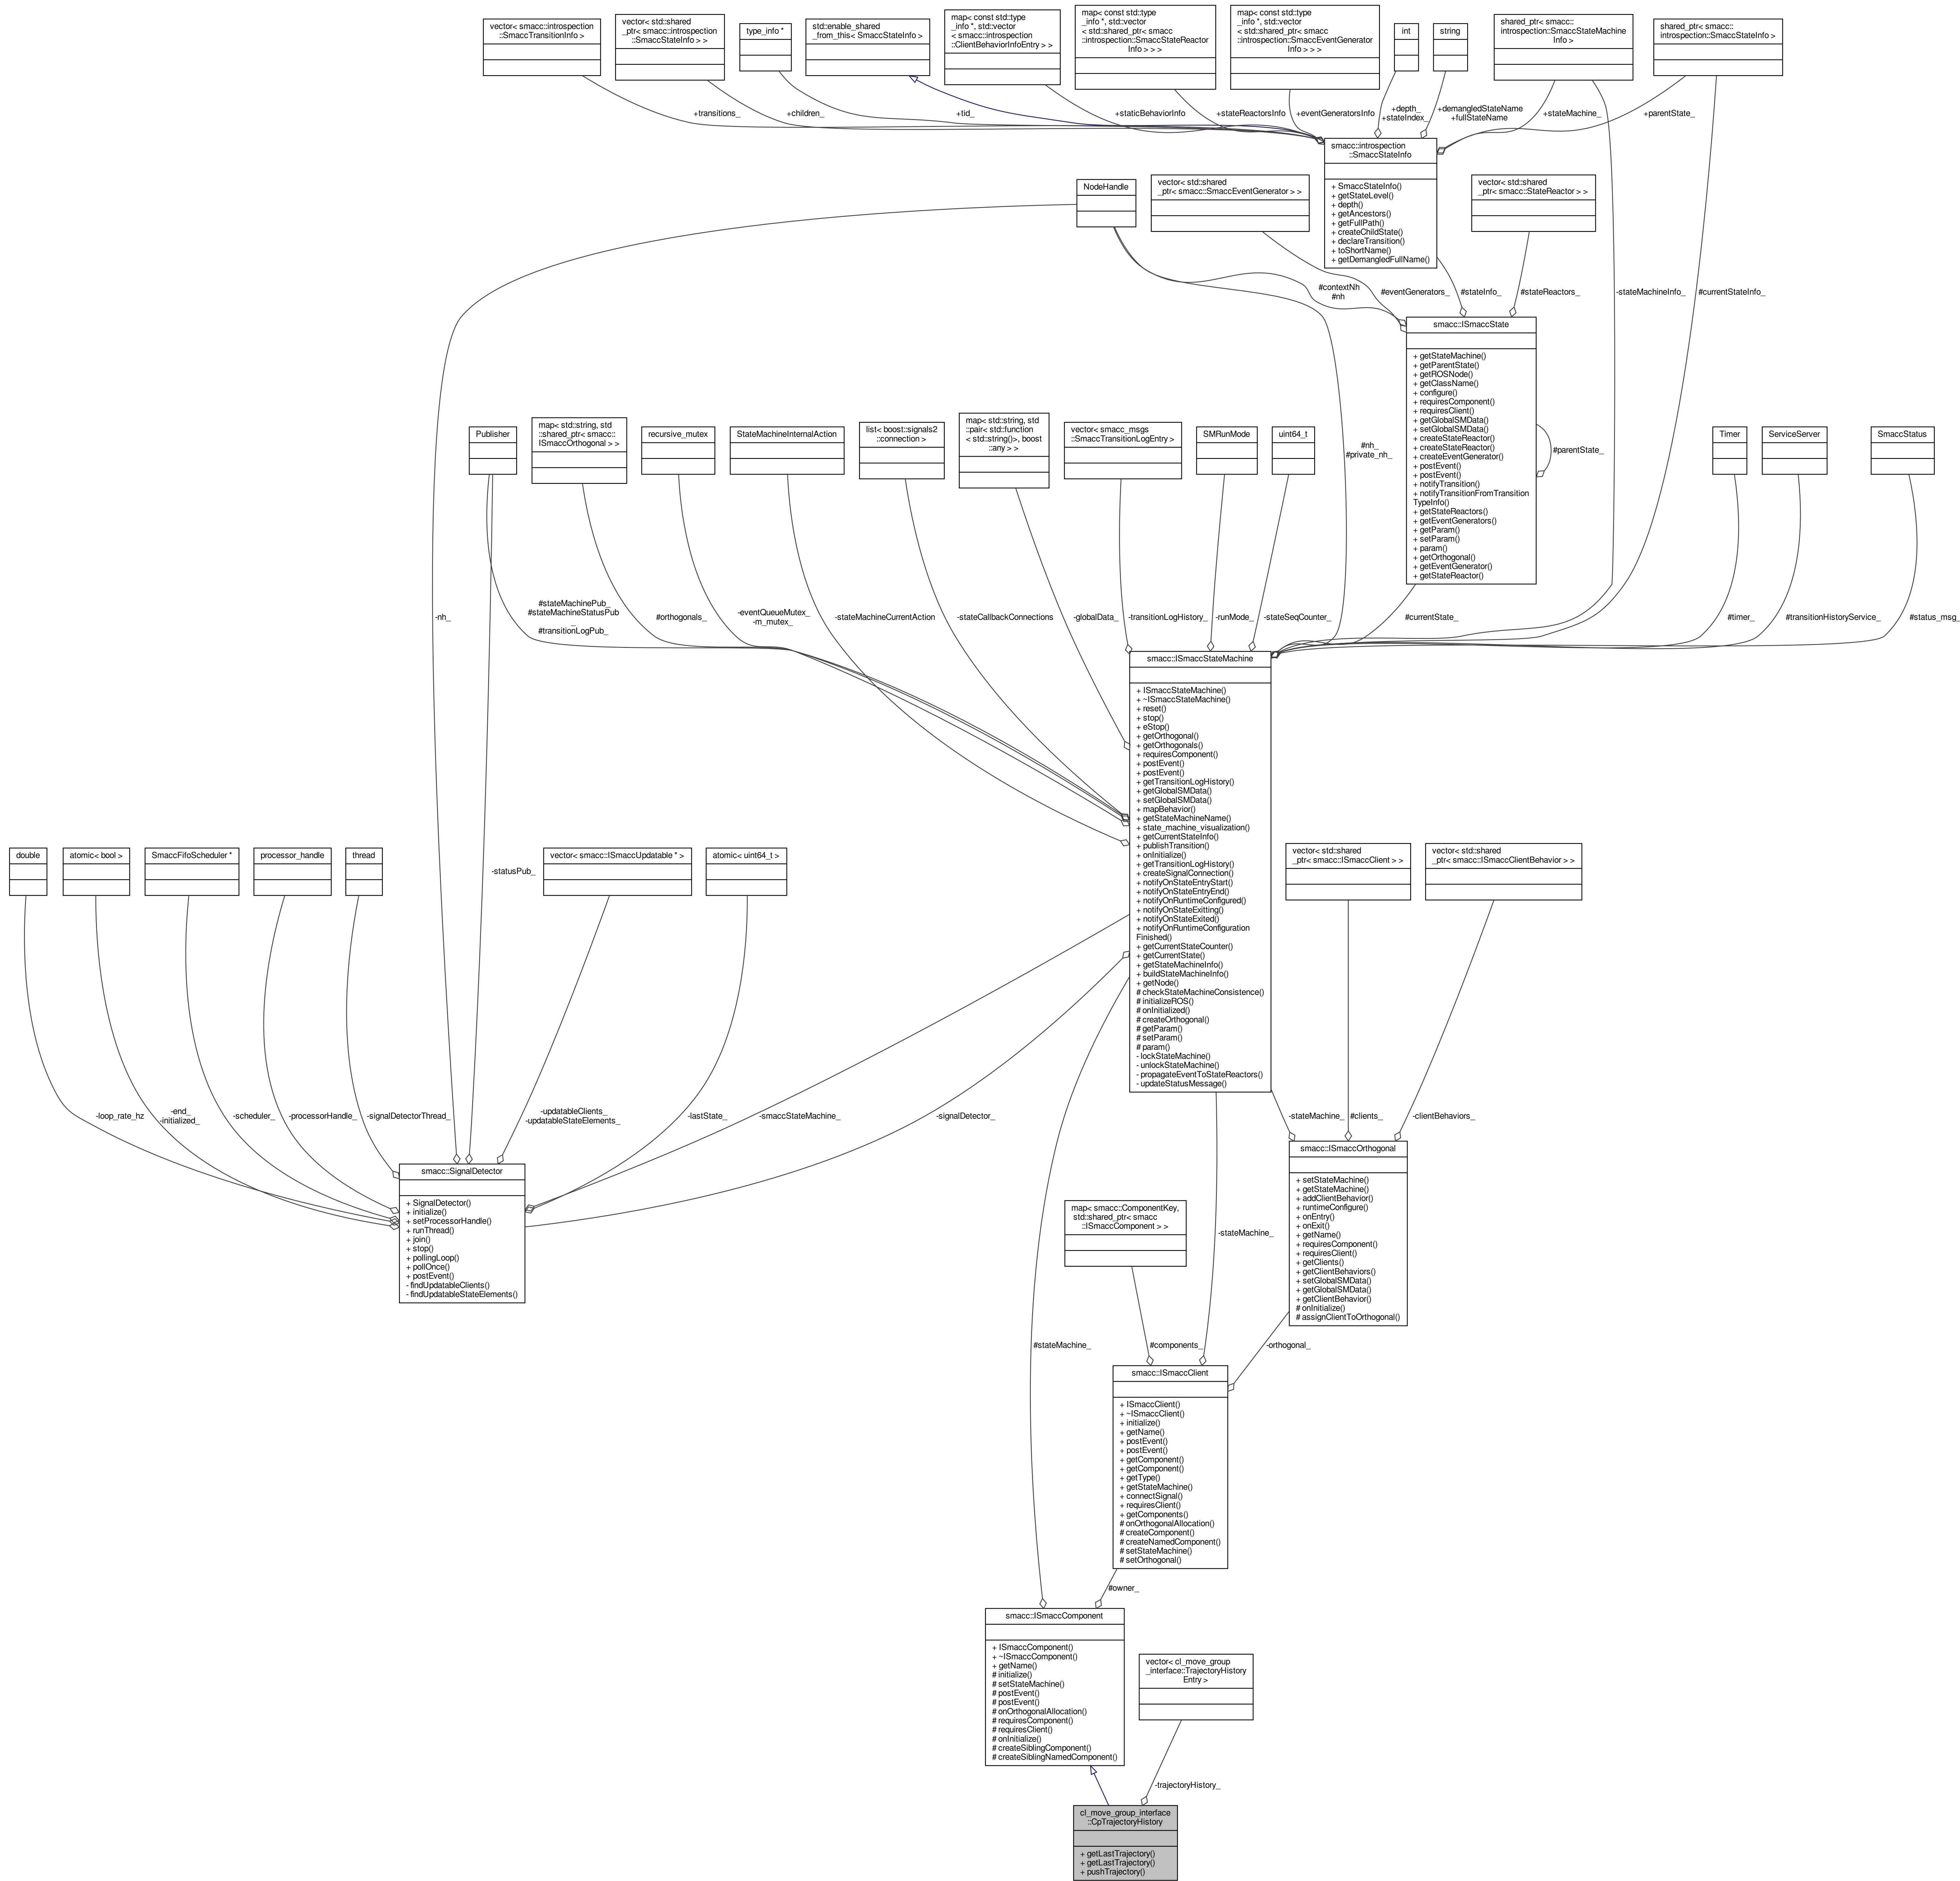 vector< smacc::introspection
::SmaccTransitionInfo >
vector< std::shared
_ptr< smacc::introspection
::SmaccStateInfo > >
type_info *
std::enable_shared
_from_this< SmaccStateInfo >
map< const std::type
_info *, std::vector
< smacc::introspection
::ClientBehaviorInfoEntry > >
map< const std::type
_info *, std::vector
< std::shared_ptr< smacc
::introspection::SmaccStateReactor
Info > > >
map< const std::type
_info *, std::vector
< std::shared_ptr< smacc
::introspection::SmaccEventGenerator
Info > > >
int
string
shared_ptr< smacc::
introspection::SmaccStateMachine
Info >
shared_ptr< smacc::
introspection::SmaccStateInfo >
+transitions_
+children_
+tid_
+staticBehaviorInfo
+stateReactorsInfo
+eventGeneratorsInfo
+depth_
+stateIndex_
+demangledStateName
+fullStateName
+stateMachine_
+parentState_
smacc::introspection
::SmaccStateInfo
+ SmaccStateInfo()
+ getStateLevel()
+ depth()
+ getAncestors()
+ getFullPath()
+ createChildState()
+ declareTransition()
+ toShortName()
+ getDemangledFullName()
NodeHandle
vector< std::shared
_ptr< smacc::SmaccEventGenerator > >
vector< std::shared
_ptr< smacc::StateReactor > >
#contextNh
#nh
#eventGenerators_
#stateInfo_
#stateReactors_
-stateMachineInfo_
#currentStateInfo_
smacc::ISmaccState
+ getStateMachine()
+ getParentState()
+ getROSNode()
+ getClassName()
+ configure()
+ requiresComponent()
+ requiresClient()
+ getGlobalSMData()
+ setGlobalSMData()
+ createStateReactor()
+ createStateReactor()
+ createEventGenerator()
+ postEvent()
+ postEvent()
+ notifyTransition()
+ notifyTransitionFromTransition
TypeInfo()
+ getStateReactors()
+ getEventGenerators()
+ getParam()
+ setParam()
+ param()
+ getOrthogonal()
+ getEventGenerator()
+ getStateReactor()
#parentState_
Publisher
map< std::string, std
::shared_ptr< smacc::
ISmaccOrthogonal > >
recursive_mutex
StateMachineInternalAction
list< boost::signals2
::connection >
map< std::string, std
::pair< std::function
< std::string()>, boost
::any > >
vector< smacc_msgs
::SmaccTransitionLogEntry >
SMRunMode
uint64_t
#nh_
#private_nh_
Timer
ServiceServer
SmaccStatus
-nh_
#stateMachinePub_
#stateMachineStatusPub
_
#transitionLogPub_
#orthogonals_
-eventQueueMutex_
-m_mutex_
-stateMachineCurrentAction
-stateCallbackConnections
-globalData_
-transitionLogHistory_
-runMode_
-stateSeqCounter_
#currentState_
#timer_
#transitionHistoryService_
#status_msg_
smacc::ISmaccStateMachine
+ ISmaccStateMachine()
+ ~ISmaccStateMachine()
+ reset()
+ stop()
+ eStop()
+ getOrthogonal()
+ getOrthogonals()
+ requiresComponent()
+ postEvent()
+ postEvent()
+ getTransitionLogHistory()
+ getGlobalSMData()
+ setGlobalSMData()
+ mapBehavior()
+ getStateMachineName()
+ state_machine_visualization()
+ getCurrentStateInfo()
+ publishTransition()
+ onInitialize()
+ getTransitionLogHistory()
+ createSignalConnection()
+ notifyOnStateEntryStart()
+ notifyOnStateEntryEnd()
+ notifyOnRuntimeConfigured()
+ notifyOnStateExitting()
+ notifyOnStateExited()
+ notifyOnRuntimeConfiguration
Finished()
+ getCurrentStateCounter()
+ getCurrentState()
+ getStateMachineInfo()
+ buildStateMachineInfo()
+ getNode()
# checkStateMachineConsistence()
# initializeROS()
# onInitialized()
# createOrthogonal()
# getParam()
# setParam()
# param()
- lockStateMachine()
- unlockStateMachine()
- propagateEventToStateReactors()
- updateStatusMessage()
double
atomic< bool >
SmaccFifoScheduler *
processor_handle
thread
-statusPub_
vector< smacc::ISmaccUpdatable * >
atomic< uint64_t >
vector< std::shared
_ptr< smacc::ISmaccClient > >
vector< std::shared
_ptr< smacc::ISmaccClientBehavior > >
-loop_rate_hz
-end_
-initialized_
-scheduler_
-processorHandle_
-signalDetectorThread_
-updatableClients_
-updatableStateElements_
-lastState_
-smaccStateMachine_
-signalDetector_
-stateMachine_
#clients_
-clientBehaviors_
smacc::SignalDetector
+ SignalDetector()
+ initialize()
+ setProcessorHandle()
+ runThread()
+ join()
+ stop()
+ pollingLoop()
+ pollOnce()
+ postEvent()
- findUpdatableClients()
- findUpdatableStateElements()
smacc::ISmaccOrthogonal
+ setStateMachine()
+ getStateMachine()
+ addClientBehavior()
+ runtimeConfigure()
+ onEntry()
+ onExit()
+ getName()
+ requiresComponent()
+ requiresClient()
+ getClients()
+ getClientBehaviors()
+ setGlobalSMData()
+ getGlobalSMData()
+ getClientBehavior()
# onInitialize()
# assignClientToOrthogonal()
map< smacc::ComponentKey,
std::shared_ptr< smacc
::ISmaccComponent > >
-stateMachine_
#stateMachine_
#components_
-orthogonal_
smacc::ISmaccClient
+ ISmaccClient()
+ ~ISmaccClient()
+ initialize()
+ getName()
+ postEvent()
+ postEvent()
+ getComponent()
+ getComponent()
+ getType()
+ getStateMachine()
+ connectSignal()
+ requiresClient()
+ getComponents()
# onOrthogonalAllocation()
# createComponent()
# createNamedComponent()
# setStateMachine()
# setOrthogonal()
#owner_
smacc::ISmaccComponent
+ ISmaccComponent()
+ ~ISmaccComponent()
+ getName()
# initialize()
# setStateMachine()
# postEvent()
# postEvent()
# onOrthogonalAllocation()
# requiresComponent()
# requiresClient()
# onInitialize()
# createSiblingComponent()
# createSiblingNamedComponent()
vector< cl_move_group
_interface::TrajectoryHistory
Entry >
-trajectoryHistory_
cl_move_group_interface
::CpTrajectoryHistory
+ getLastTrajectory()
+ getLastTrajectory()
+ pushTrajectory()